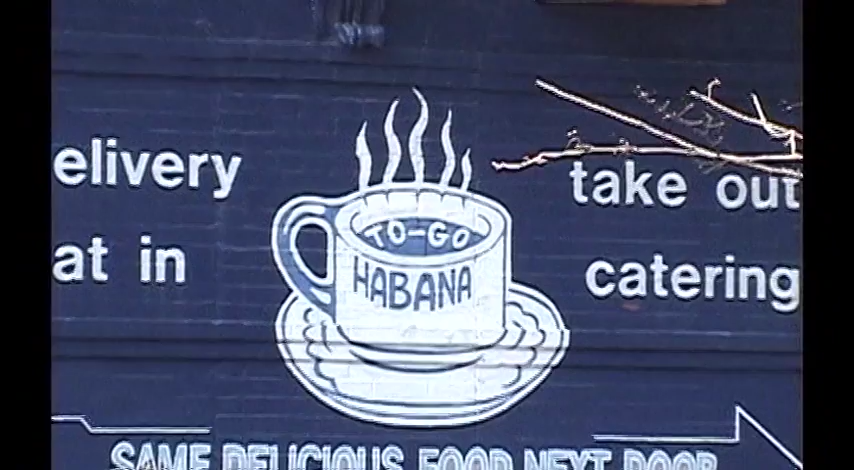 elivery take out
TO-GO
at in HABANA catering
SAME DELICIOUS FOOD NEXT DOOR